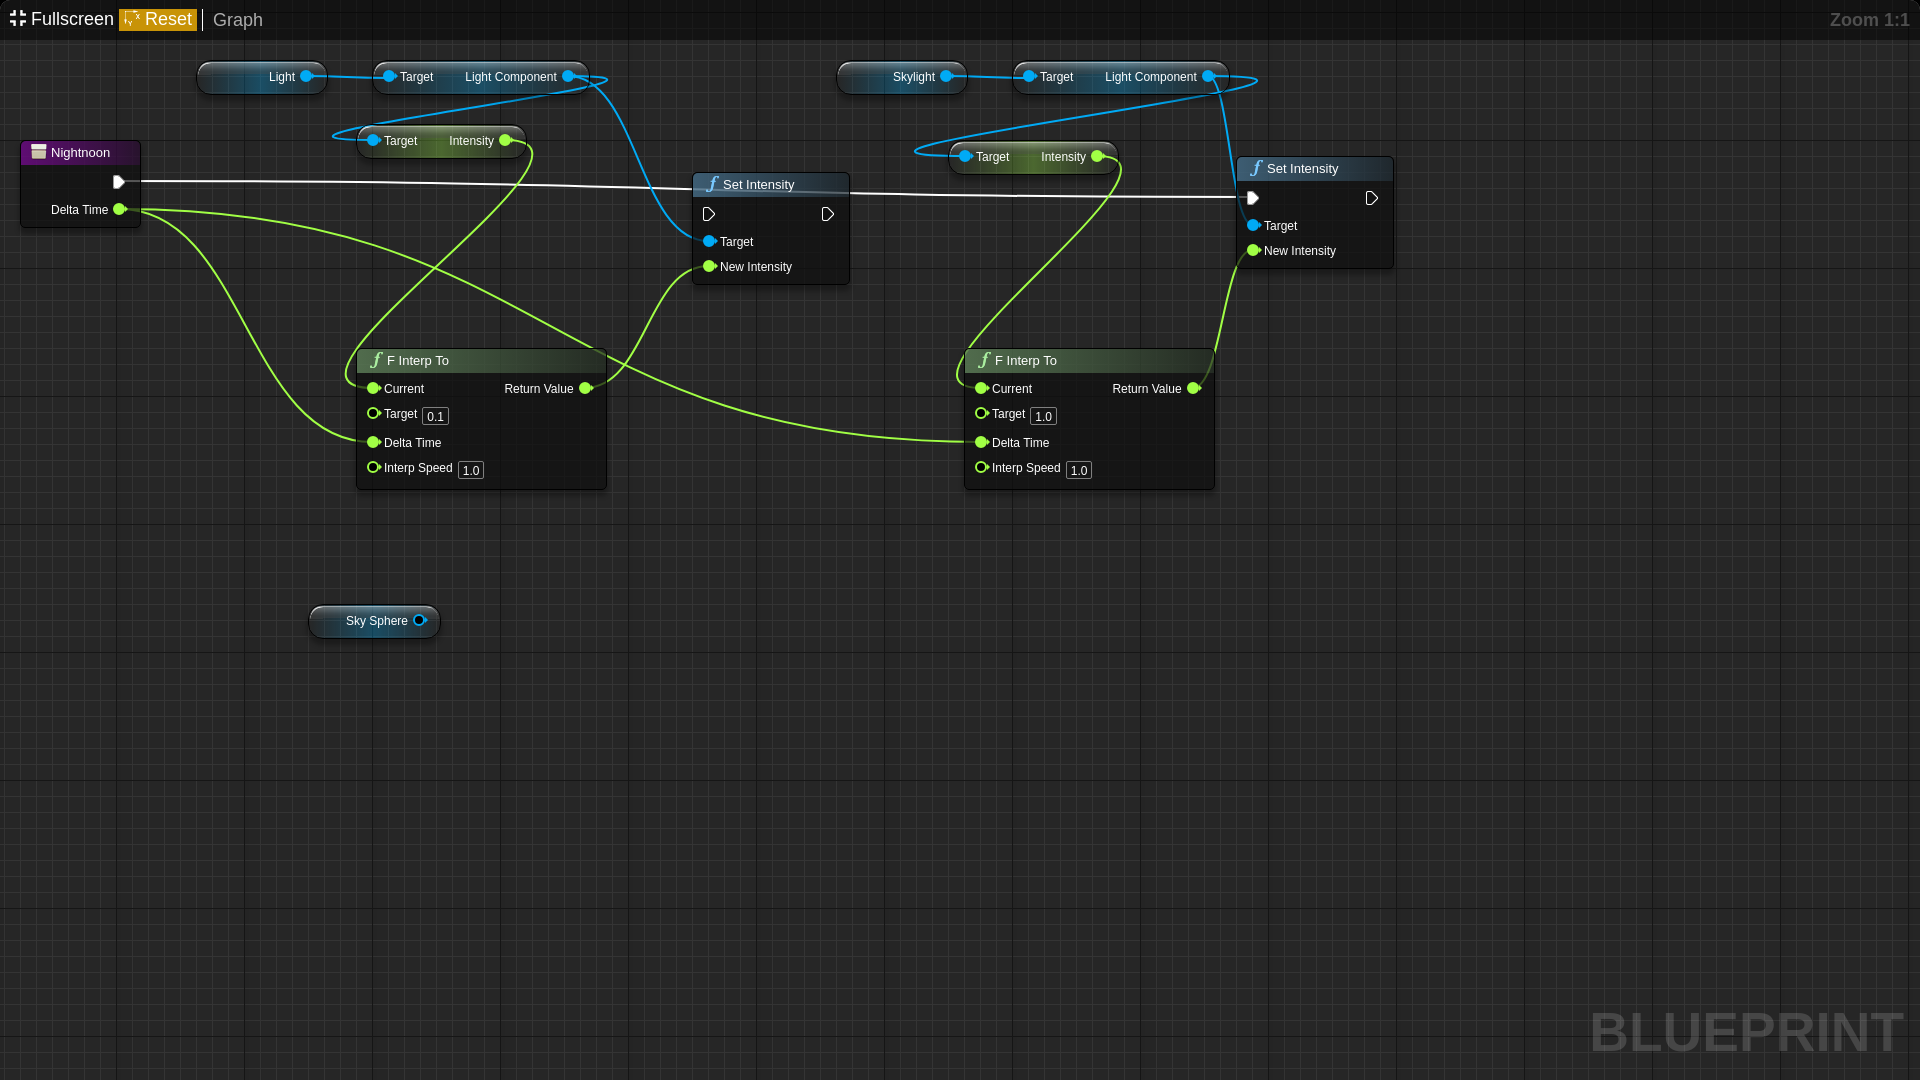 Fullscreen Reset Graph Zoom 1:1
Light
Target Light Component
Skylight
Target Light Component
Target Intensity
Target Intensity
Nightnoon
Delta Time
Set Intensity
Target
New Intensity
Set Intensity
Target
New Intensity
F Interp To
Current Return Value
Target 0.1
Delta Time
Interp Speed 1.0
F Interp To
Current Return Value
Target 1.0
Delta Time
Interp Speed 1.0
Sky Sphere
BLUEPRINT